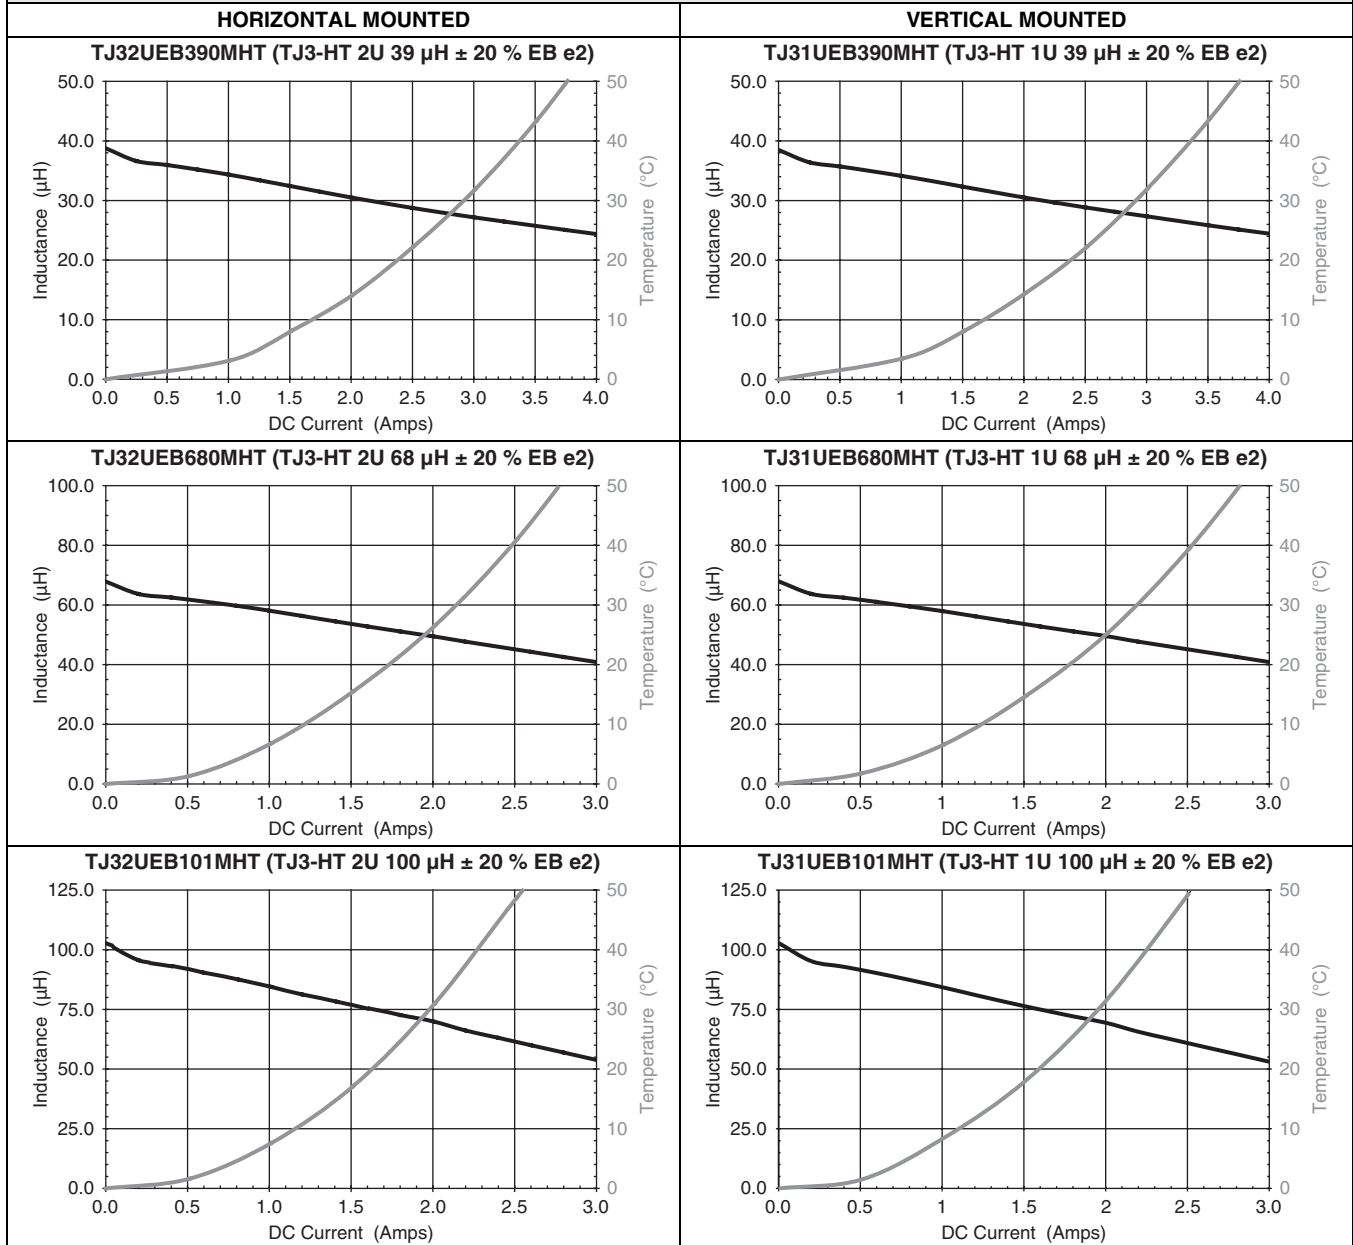 HORIZONTAL MOUNTED
VERTICAL MOUNTED
TJ32UEB390MHT (TJ3-HT 2U 39 µH ± 20 % EB e2)
50.0
40.0
30.0
20.0
10.0
0.0
Inductance (µH)
50
40
30
20
10
0
Temperature (°C)
0.0 0.5 1.0 1.5 2.0 2.5 3.0 3.5 4.0
DC Current (Amps)
TJ31UEB390MHT (TJ3-HT 1U 39 µH ± 20 % EB e2)
50.0
40.0
30.0
20.0
10.0
0.0
Inductance (µH)
50
40
30
20
10
0
Temperature (°C)
0.0 0.5 1 1.5 2 2.5 3 3.5 4.0
DC Current (Amps)
TJ32UEB680MHT (TJ3-HT 2U 68 µH ± 20 % EB e2)
100.0
80.0
60.0
40.0
20.0
0.0
Inductance (µH)
50
40
30
20
10
0
Temperature (°C)
0.0 0.5 1.0 1.5 2.0 2.5 3.0
DC Current (Amps)
TJ31UEB680MHT (TJ3-HT 1U 68 µH ± 20 % EB e2)
100.0
80.0
60.0
40.0
20.0
0.0
Inductance (µH)
50
40
30
20
10
0
Temperature (°C)
0.0 0.5 1 1.5 2 2.5 3.0
DC Current (Amps)
TJ32UEB101MHT (TJ3-HT 2U 100 µH ± 20 % EB e2)
125.0
100.0
75.0
50.0
25.0
0.0
Inductance (µH)
50
40
30
20
10
0
Temperature (°C)
0.0 0.5 1.0 1.5 2.0 2.5 3.0
DC Current (Amps)
TJ31UEB101MHT (TJ3-HT 1U 100 µH ± 20 % EB e2)
125.0
100.0
75.0
50.0
25.0
0.0
Inductance (µH)
50
40
30
20
10
0
Temperature (°C)
0.0 0.5 1 1.5 2 2.5 3.0
DC Current (Amps)